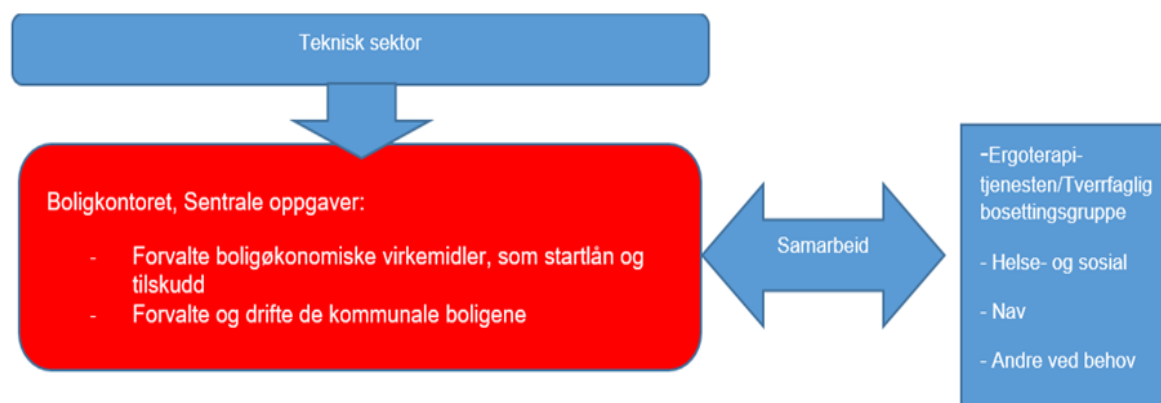 Teknisk sektor
Boligkontoret, Sentrale oppgaver:
- Forvalte boligøkonomiske virkemidler, som startlån og
tilskudd
- Forvalte og drifte de kommunale boligene
Samarbeid
-Ergoterapi-
tjenesten/Tverrfaglig
bosettingsgruppe
- Helse- og sosial
- Nav
- Andre ved behov